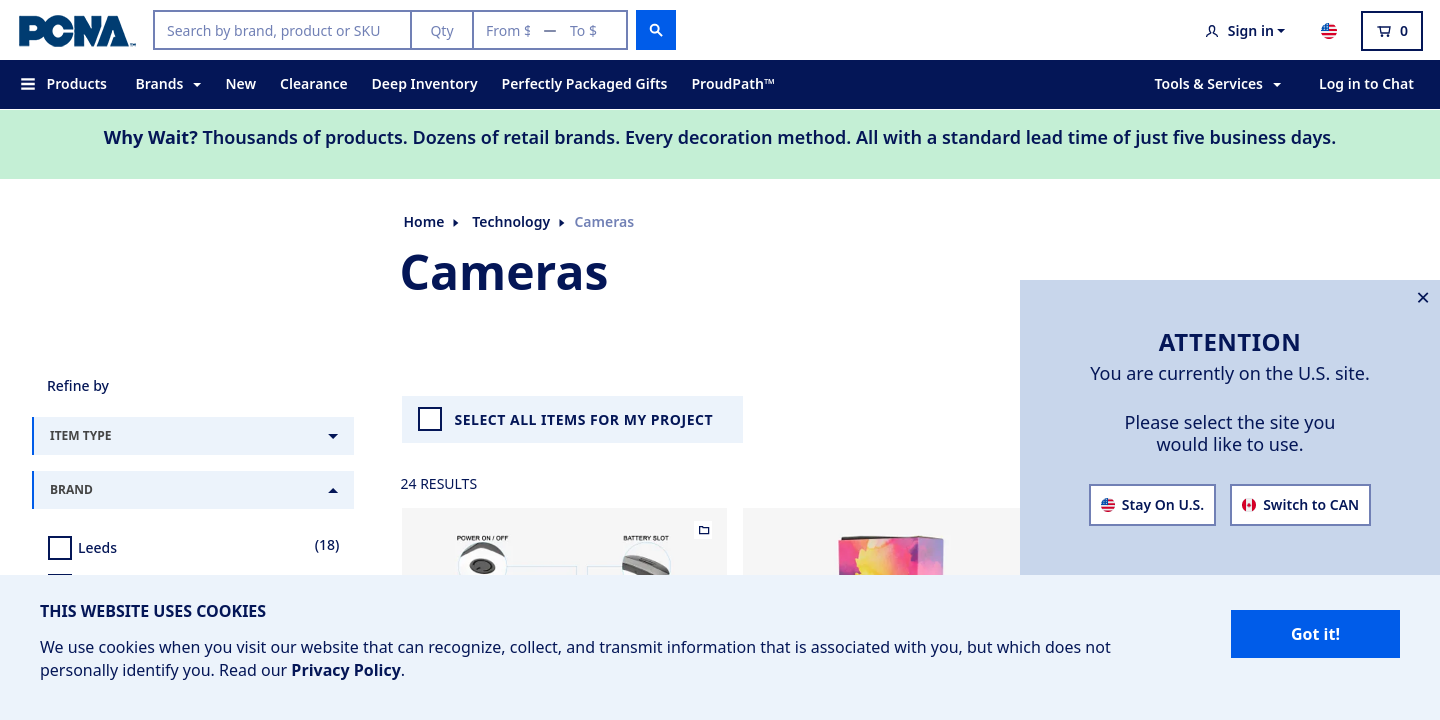 PCNA™
Search by brand, product or SKU
Qty
From $
To $
Sign in
0
Products
Brands
New
Clearance
Deep Inventory
Perfectly Packaged Gifts
ProudPath™
Tools & Services
Log in to Chat
Why Wait? Thousands of products. Dozens of retail brands. Every decoration method. All with a standard lead time of just five business days.
Home
Technology
Cameras
Cameras
Refine by
ITEM TYPE
BRAND
Leeds
(18)
SELECT ALL ITEMS FOR MY PROJECT
24 RESULTS
POWER ON / OFF
BATTERY SLOT
ATTENTION
You are currently on the U.S. site.
Please select the site you
would like to use.
Stay On U.S.
Switch to CAN
THIS WEBSITE USES COOKIES
We use cookies when you visit our website that can recognize, collect, and transmit information that is associated with you, but which does not
personally identify you. Read our Privacy Policy.
Got it!